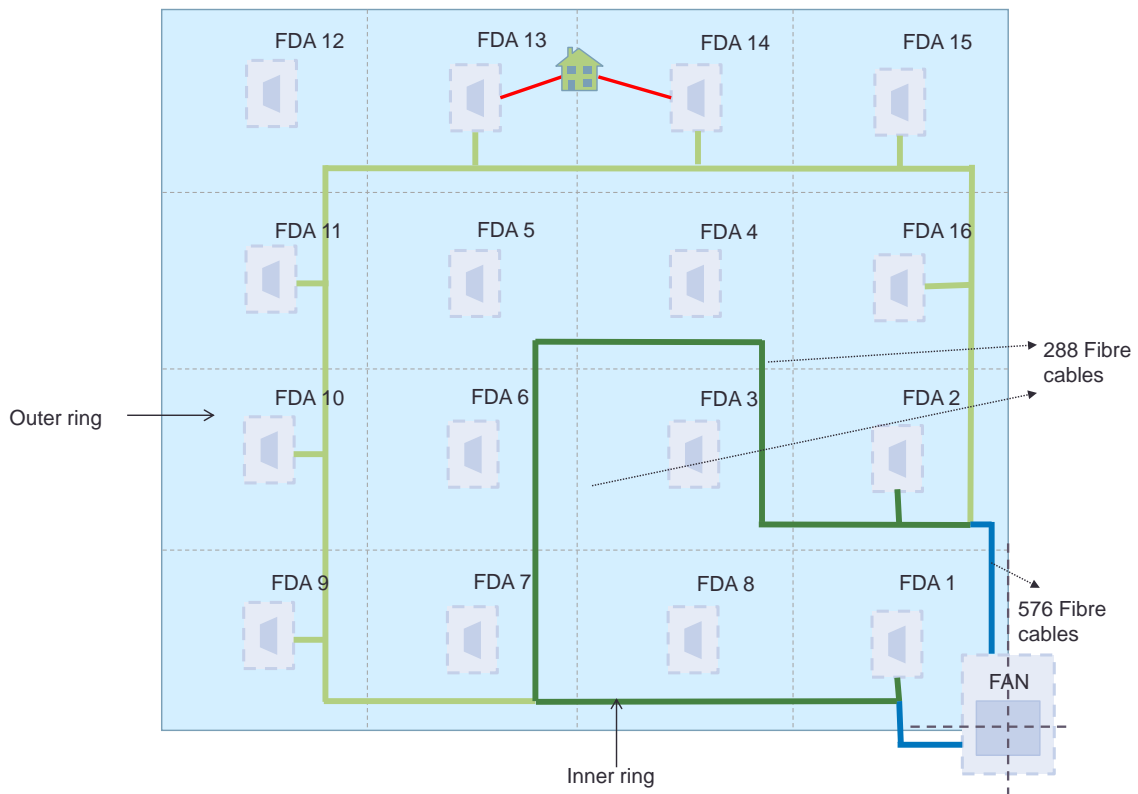 FDA 12
FDA 13
FDA 14
FDA 15
FDA 11
FDA 5
FDA 4
FDA 16
288 Fibre
cables
Outer ring
FDA 10
FDA 6
FDA 3
FDA 2
FDA 9
FDA 7
FDA 8
FDA 1
576 Fibre
cables
FAN
Inner ring